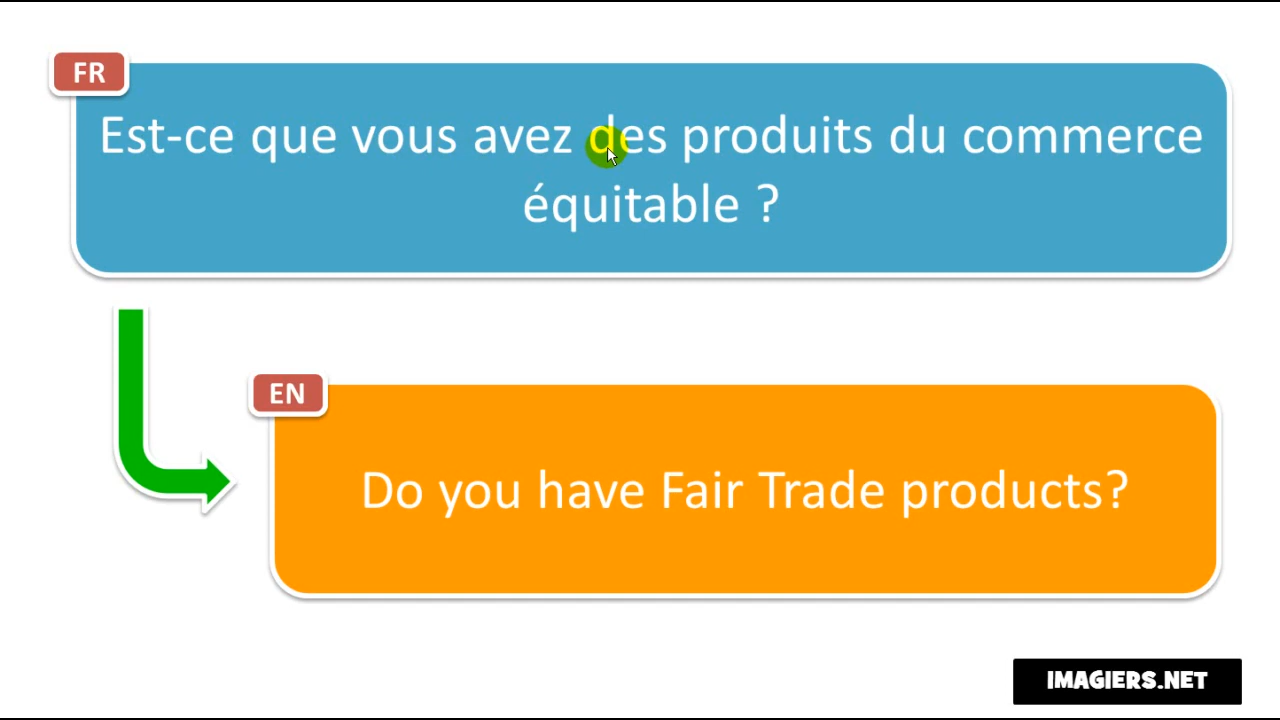 FR
Est-ce que vous avez des produits du commerce
équitable ?
EN
Do you have Fair Trade products?
IMAGIERS.NET